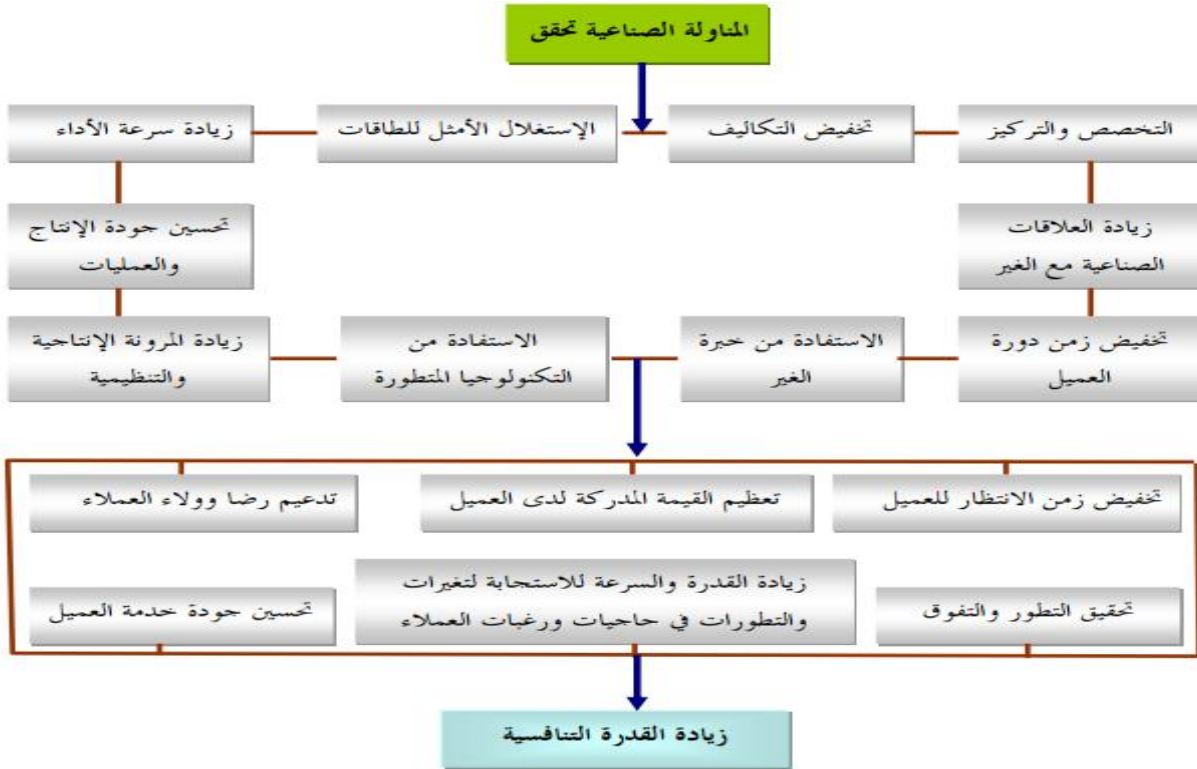 المناولة الصناعية تحقق
التخصص والتركيز
تخفيض التكاليف
الإستغلال الأمثل للطاقات
زيادة سرعة الأداء
زيادة العلاقات
الصناعية مع الغير
تحسين جودة الإنتاج
والعمليات
تخفيض زمن دورة
العميل
الاستفادة من خبرة
الغير
الاستفادة من
التكنولوجيا المتطورة
زيادة المرونة الإنتاجية
والتنظيمية
تخفيض زمن الانتظار للعميل
تعظيم القيمة المدركة لدى العميل
تدعيم رضا وولاء العملاء
تحقيق التطور والتفوق
زيادة القدرة والسرعة للاستجابة لتغيرات
والتطورات في حاجيات ورغبات العملاء
تحسين جودة خدمة العميل
زيادة القدرة التنافسية